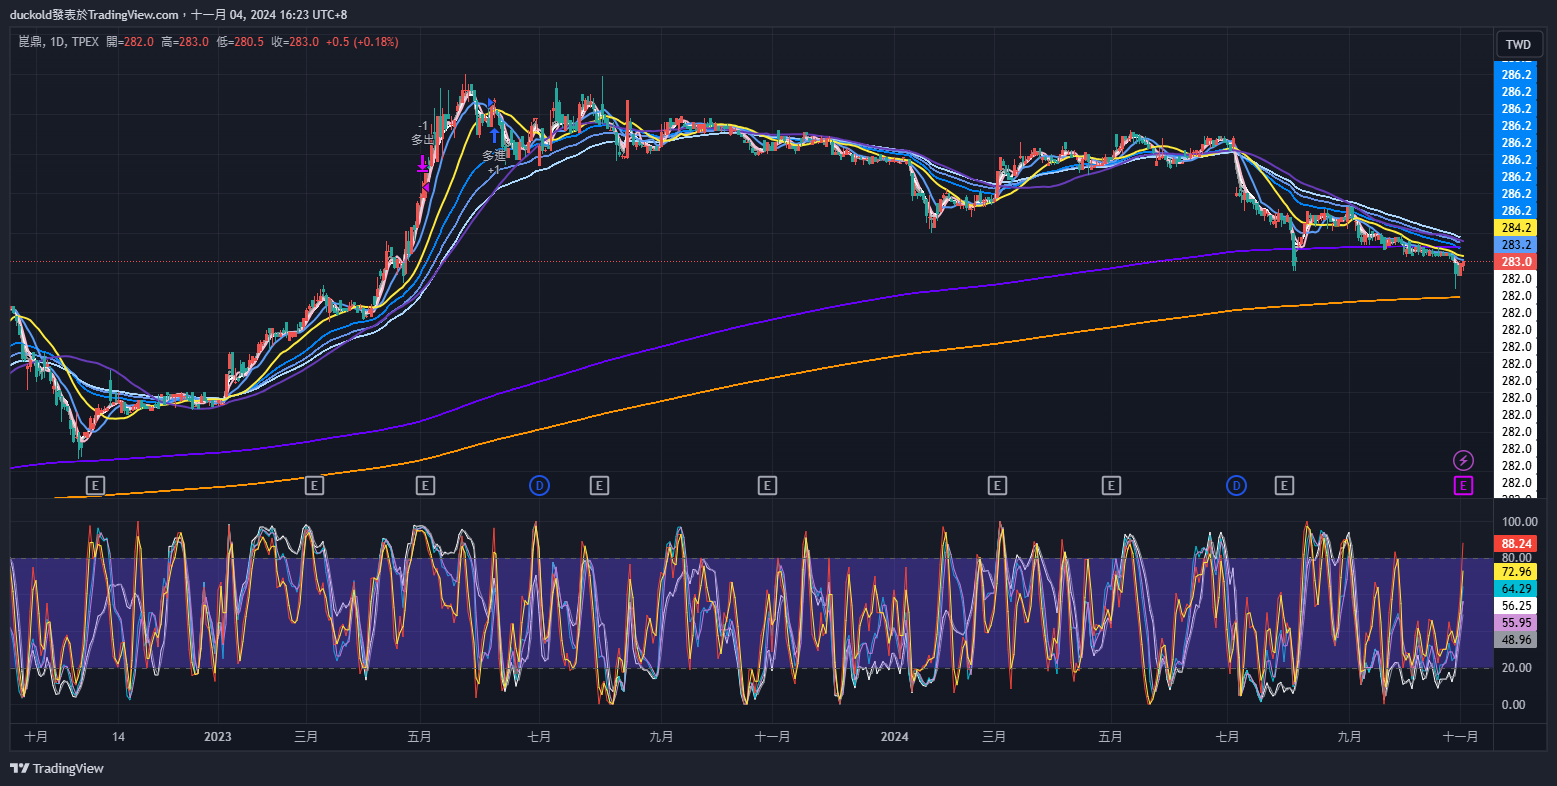 duckold發表於TradingView.com，十一月 04, 2024 16:23 UTC+8
崑鼎, 1D, TPEX 開=282.0 高=283.0 低=280.5 收=283.0 +0.5 (+0.18%)
TWD
286.2
286.2
286.2
286.2
286.2
286.2
286.2
286.2
286.2
284.2
283.2
283.0
282.0
282.0
282.0
282.0
282.0
282.0
282.0
282.0
282.0
282.0
282.0
282.0
282.0
-1
多出
多進
+1
E
E
E
D
E
E
E
E
D
E
E
100.00
88.24
80.00
72.96
64.29
56.25
55.95
48.96
20.00
0.00
十月
14
2023
三月
五月
七月
九月
十一月
2024
三月
五月
七月
九月
十一月
TradingView